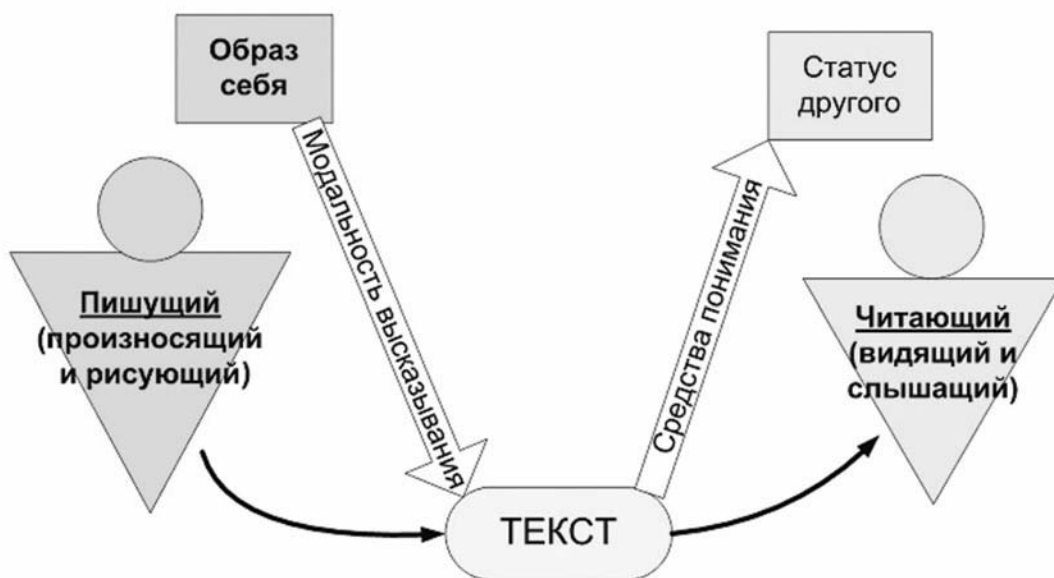 Образ
себя
Статус
другого
Модальность высказывания
Средства понимания
Пишущий
(произносящий
и рисующий)
Читающий
(видящий и
слышащий)
ТЕКСТ